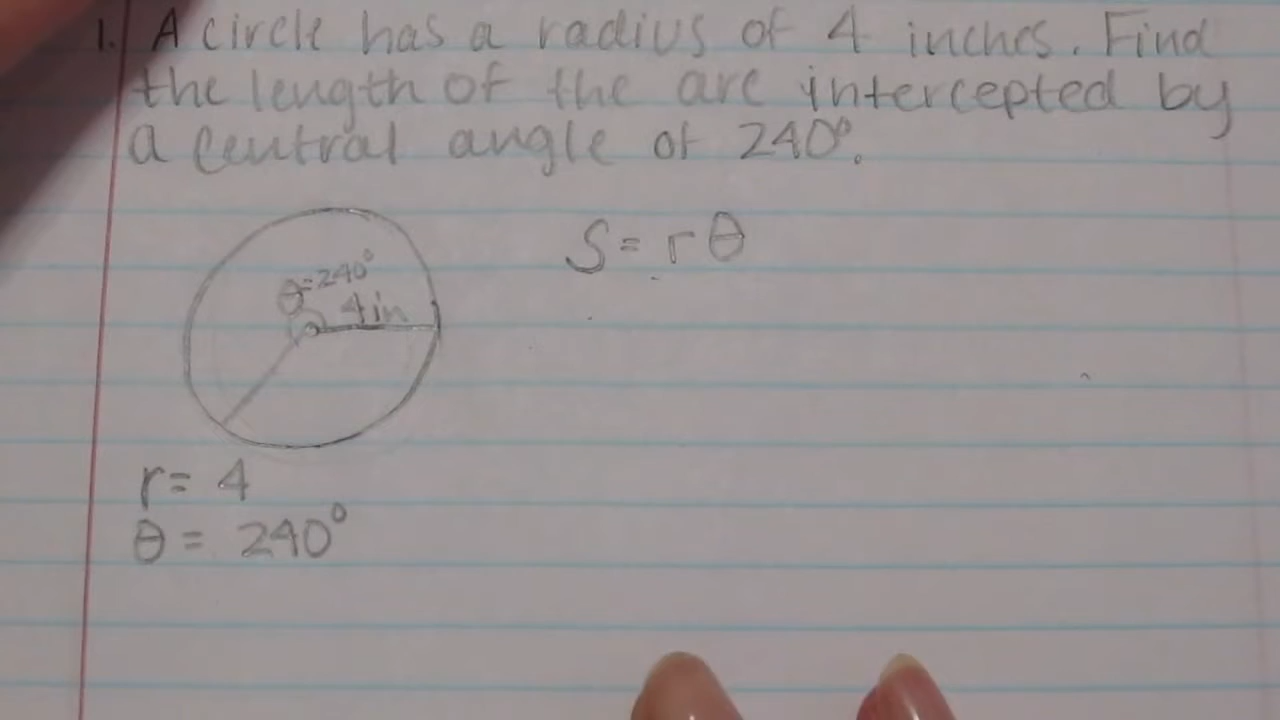 1. A circle has a radius of 4 inches. Find
the length of the arc intercepted by
a central angle of 240°.
S = rθ
θ=240°
4in
r= 4
θ = 240°